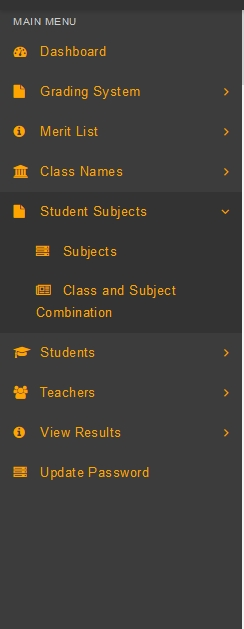 MAIN MENU
Dashboard
Grading System
Merit List
Class Names
Student Subjects
Subjects
Class and Subject
Combination
Students
Teachers
View Results
Update Password